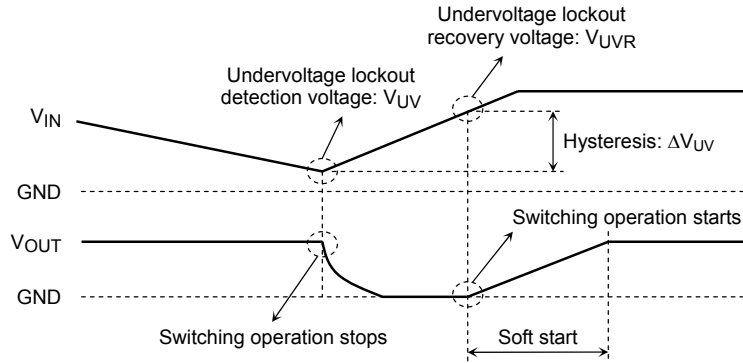 Undervoltage lockout
recovery voltage: VUVR
Undervoltage lockout
detection voltage: VUV
VIN
Hysteresis: ΔVUV
GND
Switching operation starts
VOUT
GND
Switching operation stops
Soft start